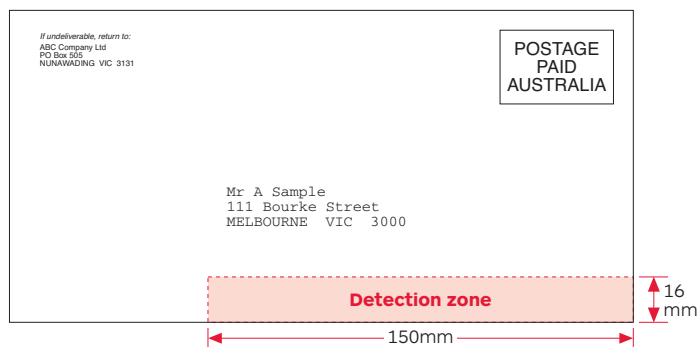 If undeliverable, return to:
ABC Company Ltd
PO Box 505
NUNAWADING VIC 3131
POSTAGE
PAID
AUSTRALIA
Mr A Sample
111 Bourke Street
MELBOURNE VIC 3000
Detection zone
16
mm
150mm